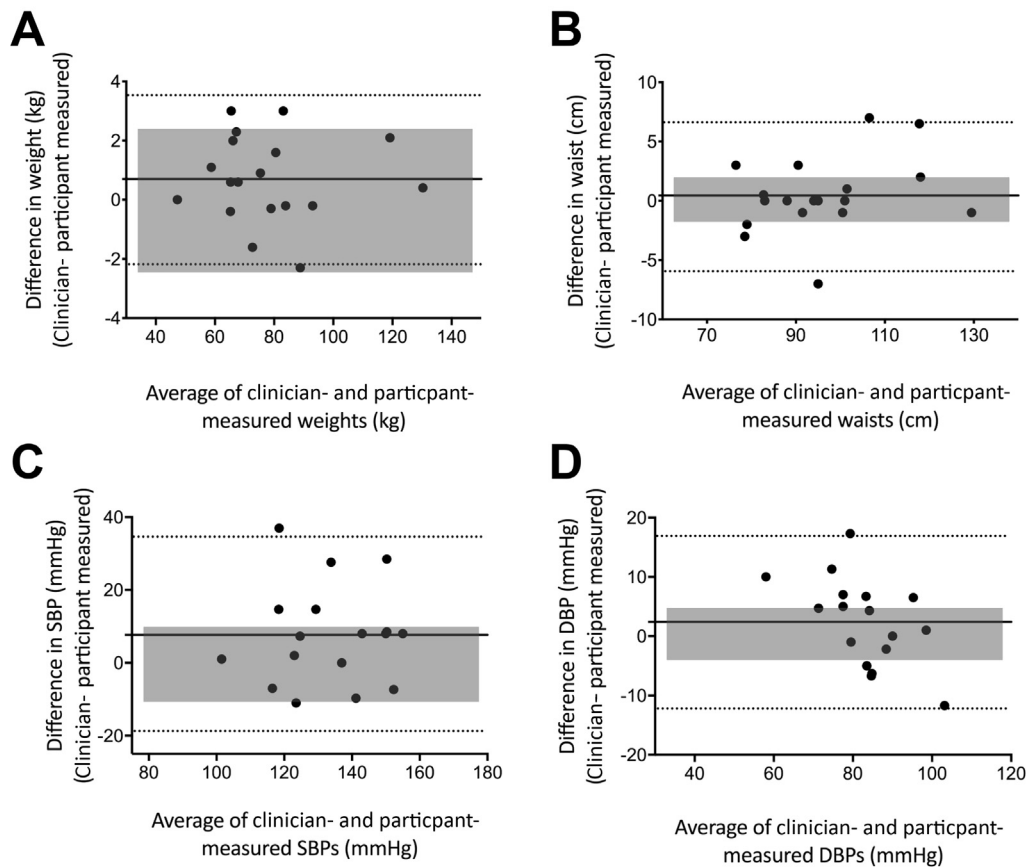 A
Difference in weight (kg)
(Clinician- participant measured)
4
2
0
-2
-4
40
60
80
100
120
140
Average of clinician- and particpant-
measured weights (kg)
B
Difference in waist (cm)
(Clinician- participant measured)
10
5
0
-5
-10
70
90
110
130
Average of clinician- and particpant-
measured waists (cm)
C
Difference in SBP (mmHg)
(Clinician- participant measured)
40
20
0
-20
80
100
120
140
160
180
Average of clinician- and particpant-
measured SBPs (mmHg)
D
Difference in DBP (mmHg)
(Clinician- participant measured)
20
10
0
-10
-20
40
60
80
100
120
Average of clinician- and particpant-
measured DBPs (mmHg)